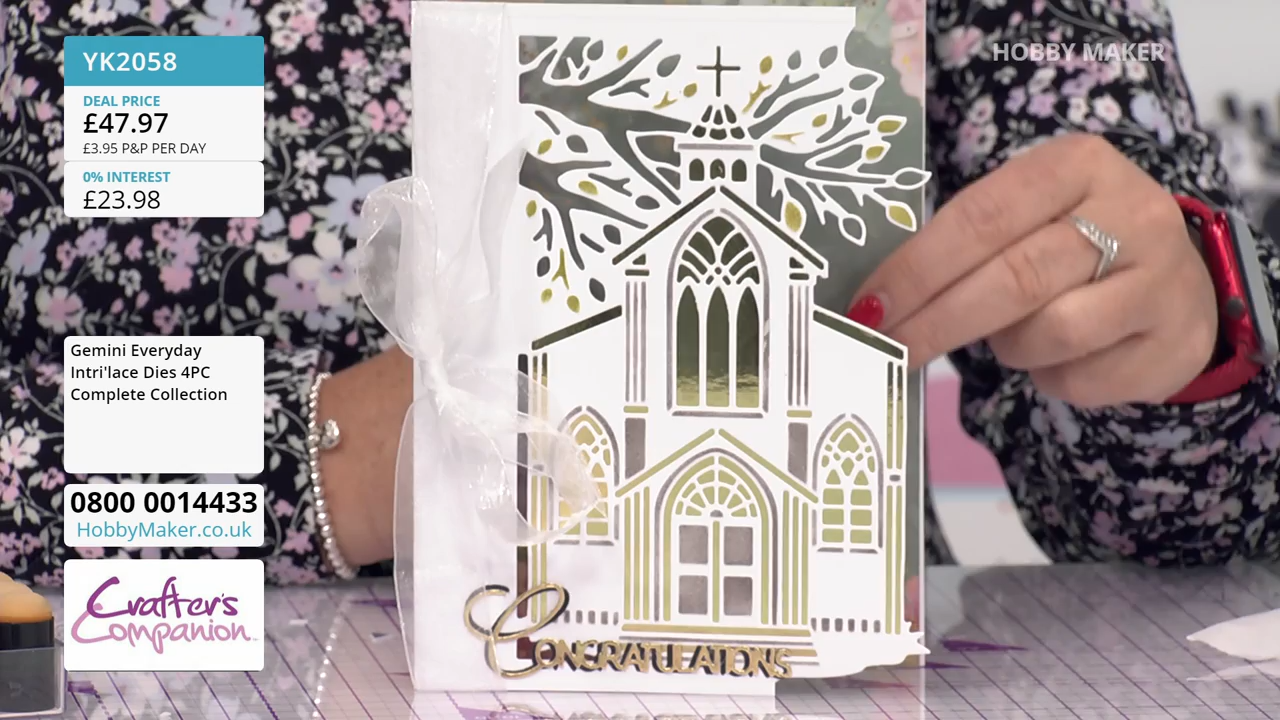 YK2058
DEAL PRICE
£47.97
£3.95 P&P PER DAY
0% INTEREST
£23.98
Gemini Everyday
Intri'lace Dies 4PC
Complete Collection
0800 0014433
HobbyMaker.co.uk
Crafter's
Companion
HOBBY MAKER
CONGRATULATIONS